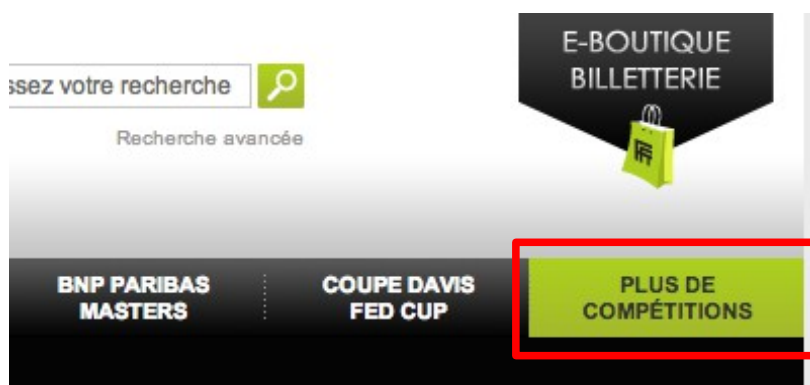 E-BOUTIQUE
BILLETTERIE
ssez votre recherche
Recherche avancée
BNP PARIBAS
MASTERS
COUPE DAVIS
FED CUP
PLUS DE
COMPÉTITIONS